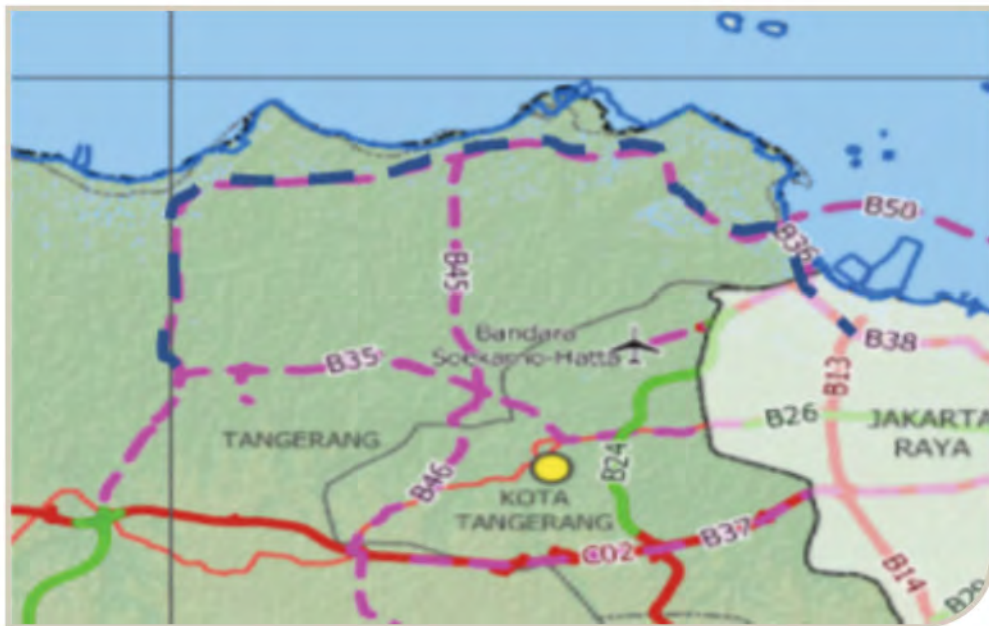 B50
B36
B45
Bandara
Soekarno-Hatta
B38
B35
B13
B26
JAKARTA
RAYA
TANGERANG
B24
B46
KOTA
TANGERANG
B37
C02
B14